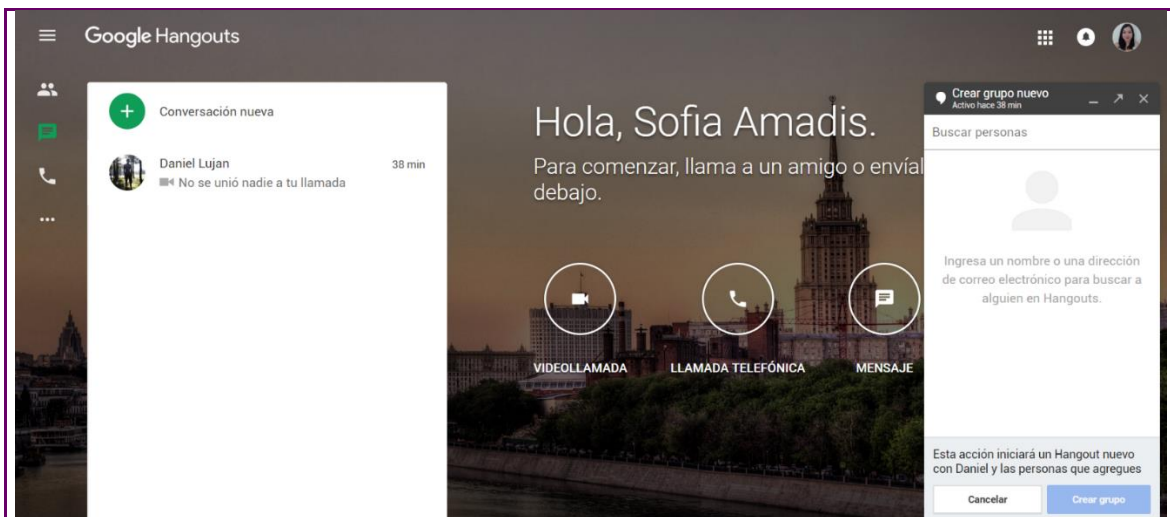 Google Hangouts
Conversación nueva
Daniel Lujan
38 min
No se unió nadie a tu llamada
Hola, Sofia Amadis.
Para comenzar, llama a un amigo o envíal
debajo.
VIDEOLLAMADA
LLAMADA TELEFÓNICA
MENSAJE
Crear grupo nuevo
Activo hace 38 min
Buscar personas
Ingresa un nombre o una dirección
de correo electrónico para buscar a
alguien en Hangouts.
Esta acción iniciará un Hangout nuevo
con Daniel y las personas que agregues
Cancelar
Crear grupo